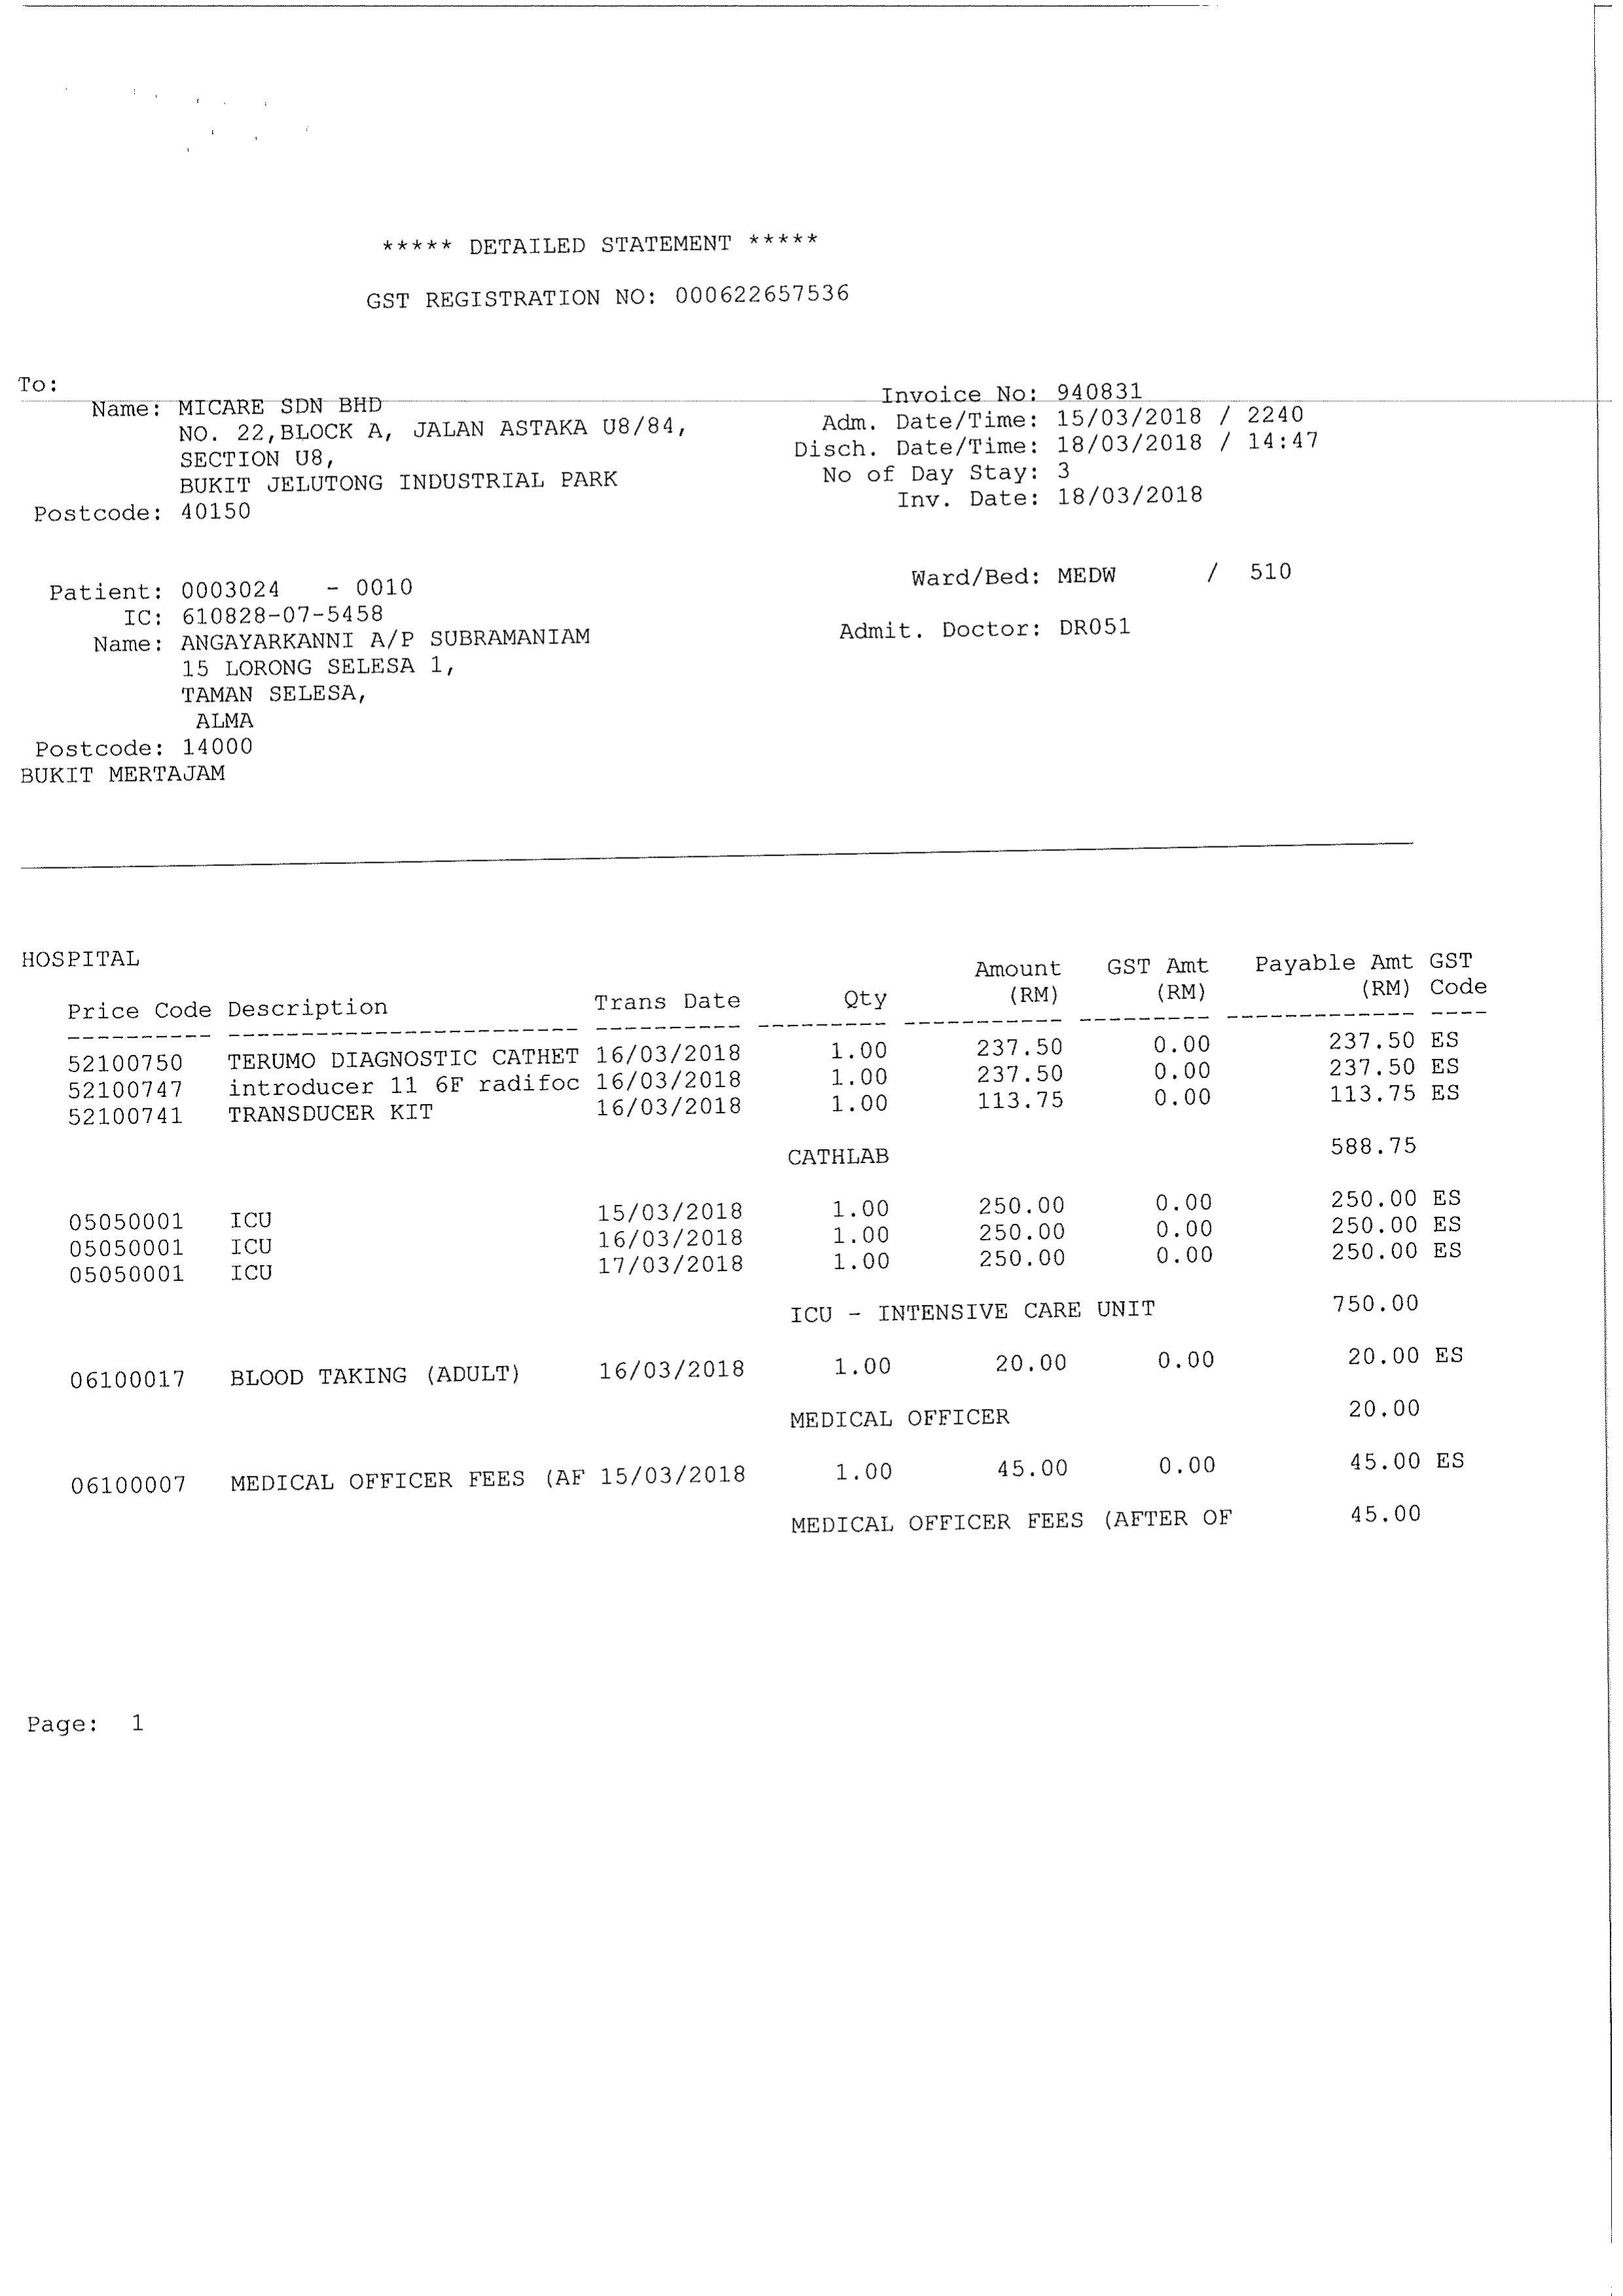 ***** DETAILED STATEMENT *****
GST REGISTRATION NO: 000622657536
To:
Name: MICARE SDN BHD
NO. 22,BLOCK A, JALAN ASTAKA U8/84,
SECTION U8,
BUKIT JELUTONG INDUSTRIAL PARK
Postcode: 40150
Invoice No: 940831
Adm. Date/Time: 15/03/2018 / 2240
Disch. Date/Time: 18/03/2018 / 14:47
No of Day Stay: 3
Inv. Date: 18/03/2018
Patient: 0003024 - 0010
IC: 610828-07-5458
Name: ANGAYARKANNI A/P SUBRAMANIAM
15 LORONG SELESA 1,
TAMAN SELESA,
ALMA
Postcode: 14000
BUKIT MERTAJAM
Ward/Bed: MEDW / 510
Admit. Doctor: DR051
HOSPITAL
Amount GST Amt Payable Amt GST
Price Code Description Trans Date Qty (RM) (RM) (RM) Code
52100750 TERUMO DIAGNOSTIC CATHET 16/03/2018 1.00 237.50 0.00 237.50 ES
52100747 introducer 11 6F radifoc 16/03/2018 1.00 237.50 0.00 237.50 ES
52100741 TRANSDUCER KIT 16/03/2018 1.00 113.75 0.00 113.75 ES
CATHLAB 588.75
05050001 ICU 15/03/2018 1.00 250.00 0.00 250.00 ES
05050001 ICU 16/03/2018 1.00 250.00 0.00 250.00 ES
05050001 ICU 17/03/2018 1.00 250.00 0.00 250.00 ES
ICU - INTENSIVE CARE UNIT 750.00
06100017 BLOOD TAKING (ADULT) 16/03/2018 1.00 20.00 0.00 20.00 ES
MEDICAL OFFICER 20.00
06100007 MEDICAL OFFICER FEES (AF 15/03/2018 1.00 45.00 0.00 45.00 ES
MEDICAL OFFICER FEES (AFTER OF 45.00
Page: 1